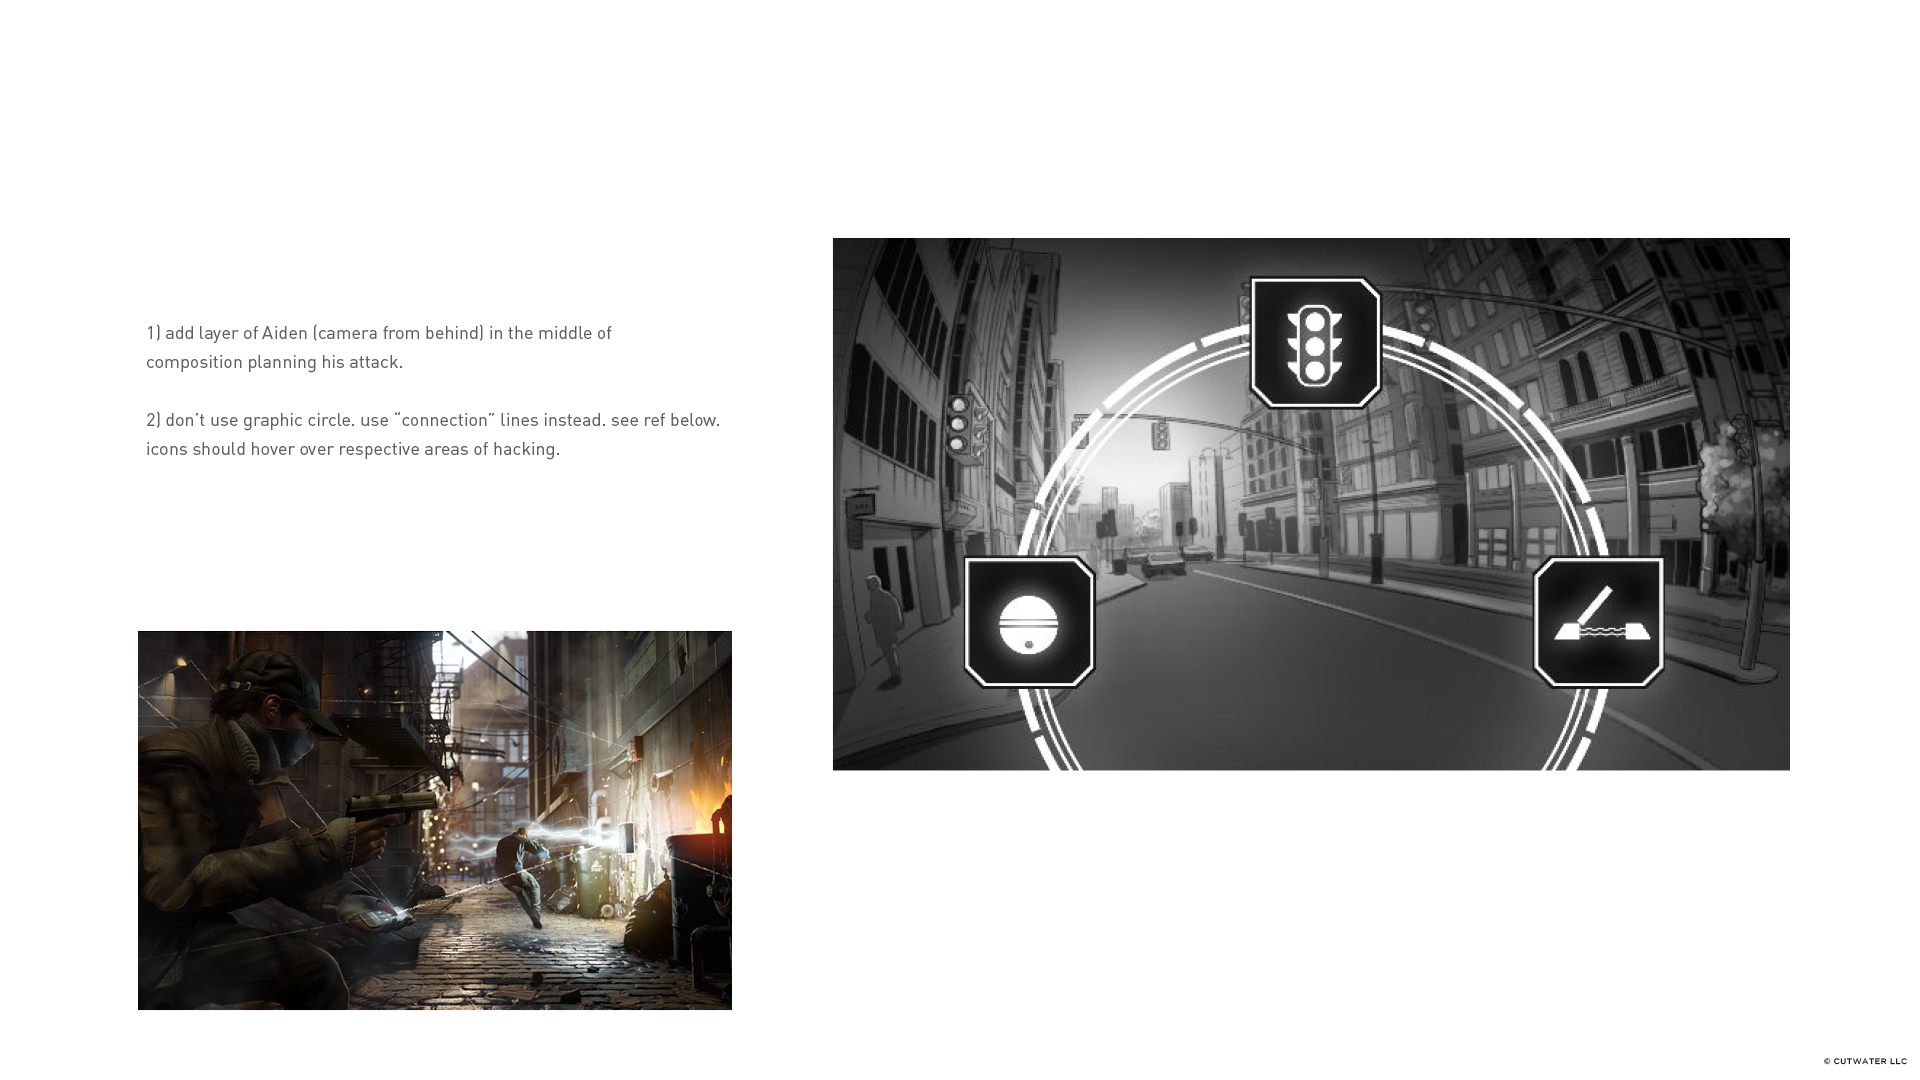 1) add layer of Aiden (camera from behind) in the middle of
composition planning his attack.
2) don’t use graphic circle. use “connection” lines instead. see ref below.
icons should hover over respective areas of hacking.
© CUTWATER LLC